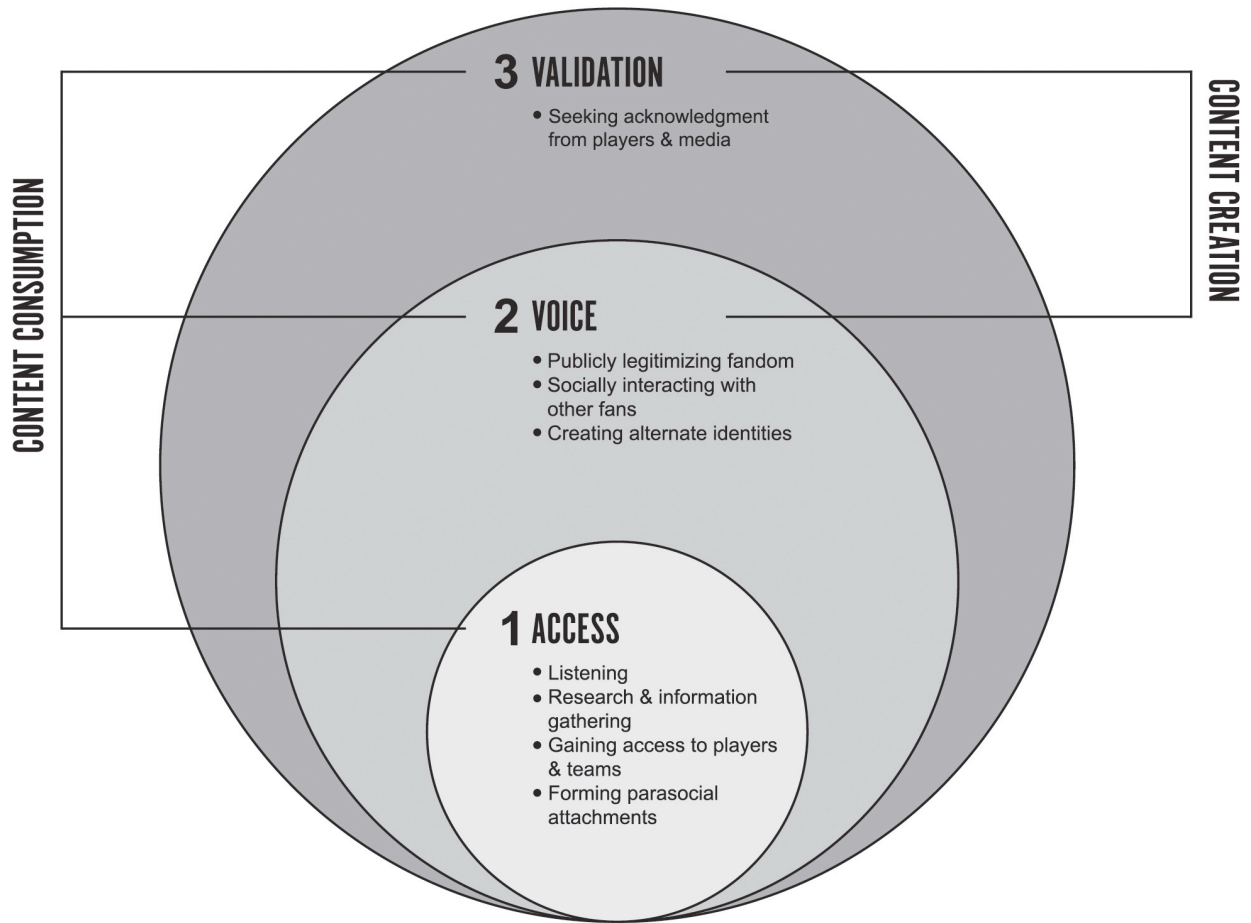 3 VALIDATION
• Seeking acknowledgment
from players & media
CONTENT CONSUMPTION
CONTENT CREATION
2 VOICE
• Publicly legitimizing fandom
• Socially interacting with
other fans
• Creating alternate identities
1 ACCESS
• Listening
• Research & information
gathering
• Gaining access to players
& teams
• Forming parasocial
attachments